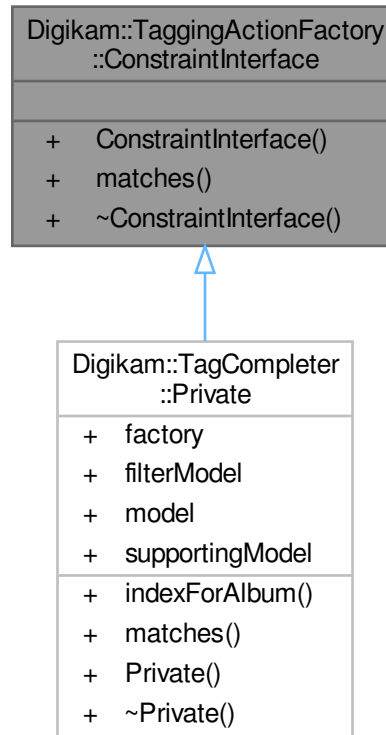 Digikam::TaggingActionFactory
::ConstraintInterface
+ ConstraintInterface()
+ matches()
+ ~ConstraintInterface()
Digikam::TagCompleter
::Private
+ factory
+ filterModel
+ model
+ supportingModel
+ indexForAlbum()
+ matches()
+ Private()
+ ~Private()